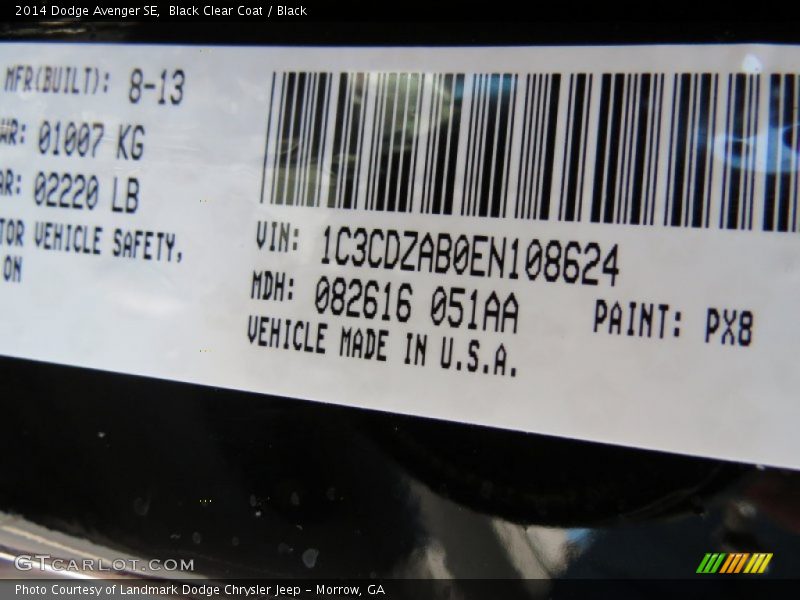 2014 Dodge Avenger SE,  Black Clear Coat / Black
MFR(BUILT): 8-13
WR: 01007 KG
AR: 02220 LB
TOR VEHICLE SAFETY,
ON
VIN: 1C3CDZAB0EN108624
MDH: 082616 051AA
PAINT: PX8
VEHICLE MADE IN U.S.A.
GTCARLOT.COM
Photo Courtesy of Landmark Dodge Chrysler Jeep - Morrow, GA